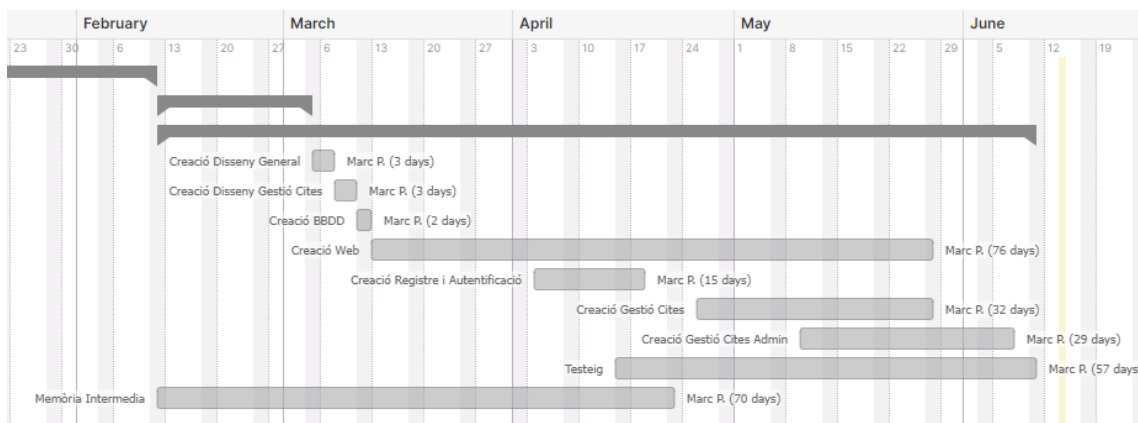 February March April May June
23 30 6 13 20 27 6 13 20 27 3 10 17 24 1 8 15 22 29 5 12 19
Creació Disseny General Marc P. (3 days)
Creació Disseny Gestió Cites Marc P. (3 days)
Creació BBDD Marc P. (2 days)
Creació Web Marc P. (76 days)
Creació Registre i Autentificació Marc P. (15 days)
Creació Gestió Cites Marc P. (32 days)
Creació Gestió Cites Admin Marc P. (29 days)
Testeig Marc P. (57 days
Memòria Intermedia Marc P. (70 days)